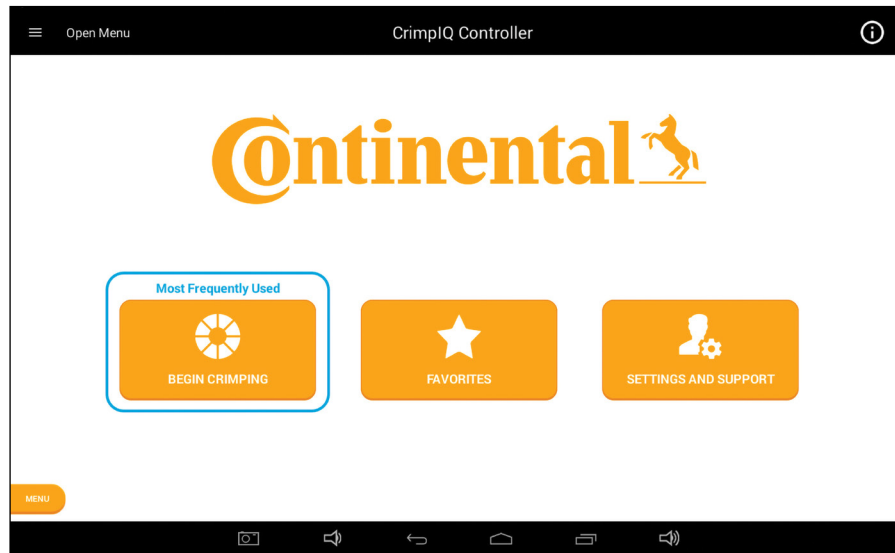 Open Menu
CrimpIQ Controller
Continental
Most Frequently Used
BEGIN CRIMPING
FAVORITES
SETTINGS AND SUPPORT
MENU